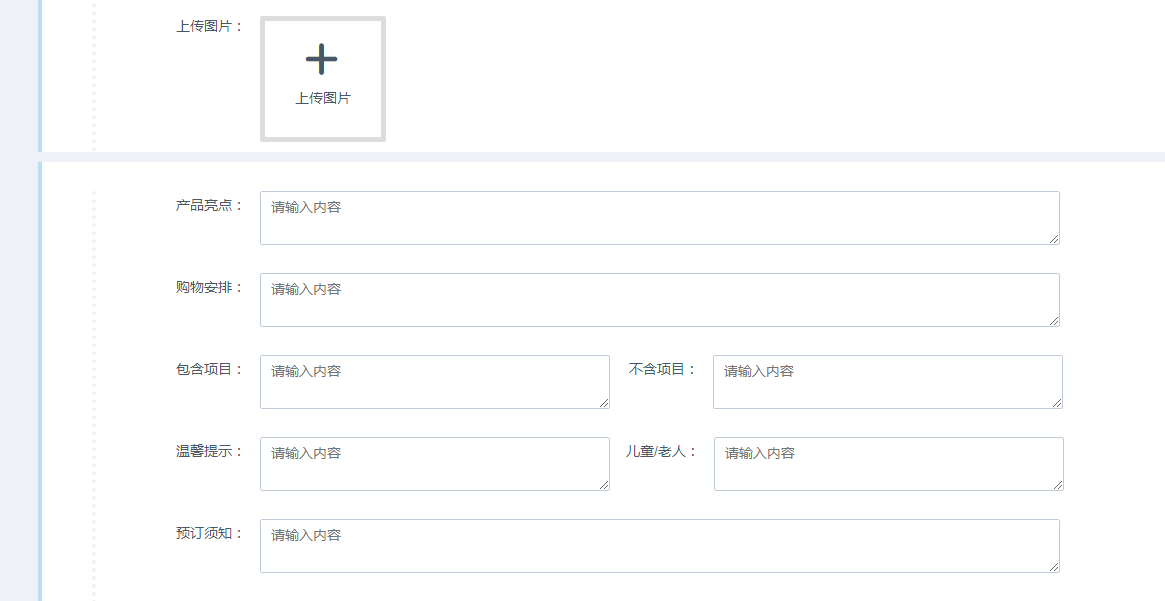 上传图片：
上传图片
产品亮点： 请输入内容
购物安排： 请输入内容
包含项目： 请输入内容 不含项目： 请输入内容
温馨提示： 请输入内容 儿童/老人： 请输入内容
预订须知： 请输入内容